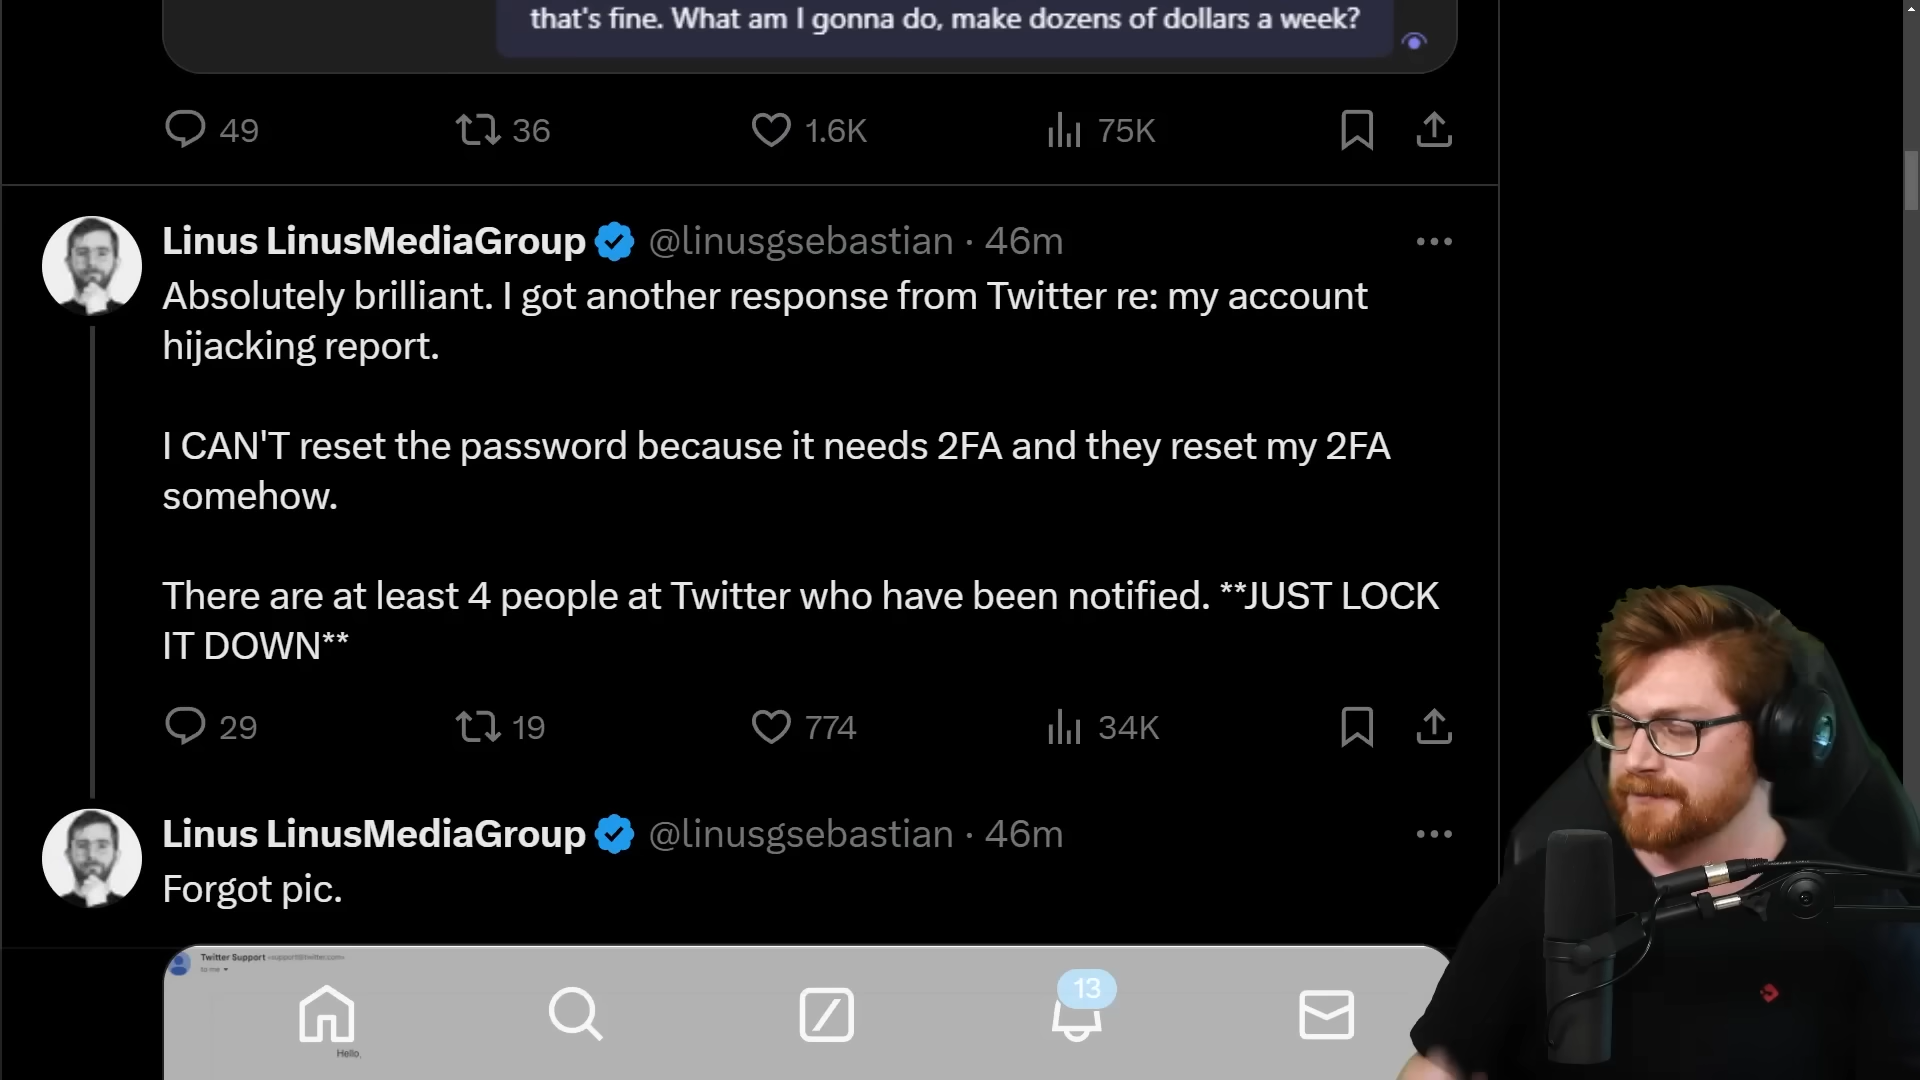 that's fine. What am I gonna do, make dozens of dollars a week?
49 36 1.6K 75K
Linus LinusMediaGroup @linusgsebastian · 46m
Absolutely brilliant. I got another response from Twitter re: my account
hijacking report.
I CAN'T reset the password because it needs 2FA and they reset my 2FA
somehow.
There are at least 4 people at Twitter who have been notified. **JUST LOCK
IT DOWN**
29 19 774 34K
Linus LinusMediaGroup @linusgsebastian · 46m
Forgot pic.
Twitter Support <support@twitter.com>
to me
13
Hello,